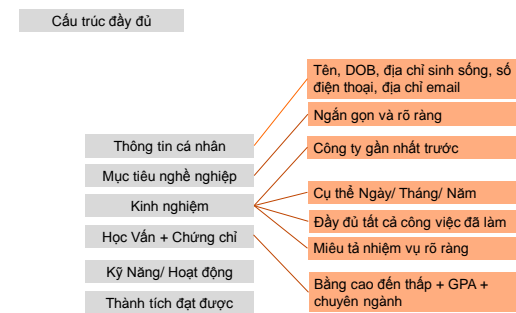 Cấu trúc đầy đủ
Tên, DOB, địa chỉ sinh sống, số
điện thoại, địa chỉ email
Ngắn gọn và rõ ràng
Thông tin cá nhân
Công ty gần nhất trước
Mục tiêu nghề nghiệp
Cụ thể Ngày/ Tháng/ Năm
Kinh nghiệm
Đầy đủ tất cả công việc đã làm
Học Vấn + Chứng chỉ
Miêu tả nhiệm vụ rõ ràng
Kỹ Năng/ Hoạt động
Bằng cao đến thấp + GPA +
chuyên ngành
Thành tích đạt được